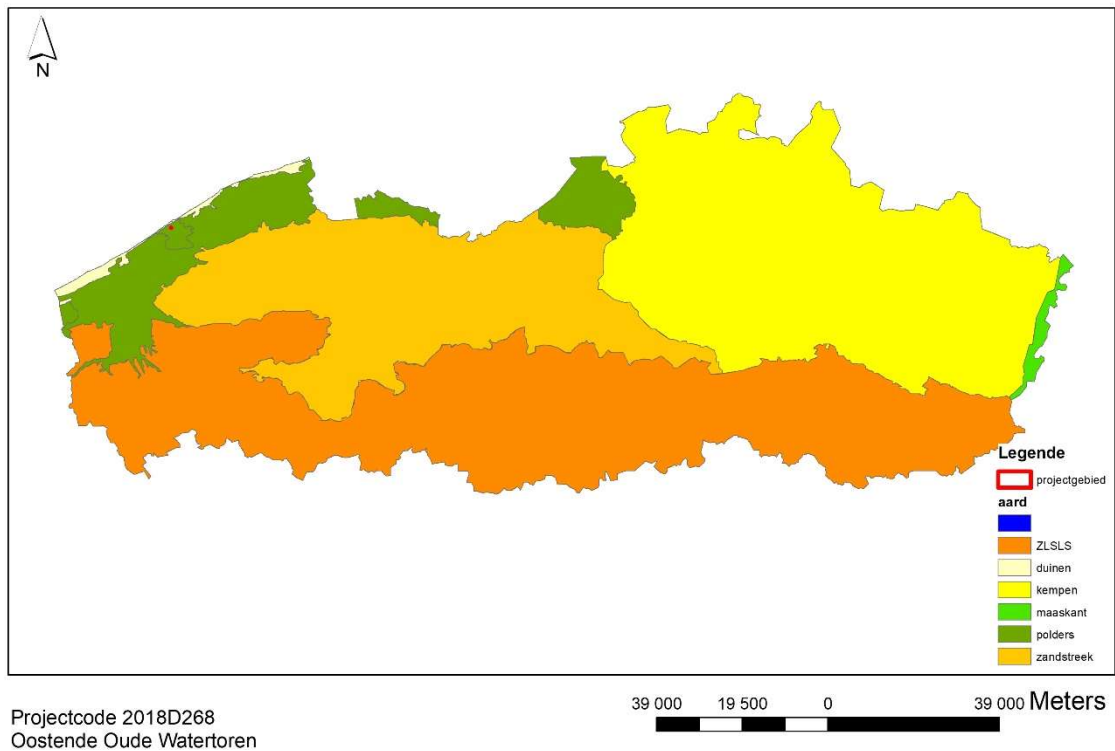 N
Legende
projectgebied
aard
ZLSLS
duinen
kempen
maaskant
polders
zandstreek
39 000 19 500 0 39 000 Meters
Projectcode 2018D268
Oostende Oude Watertoren